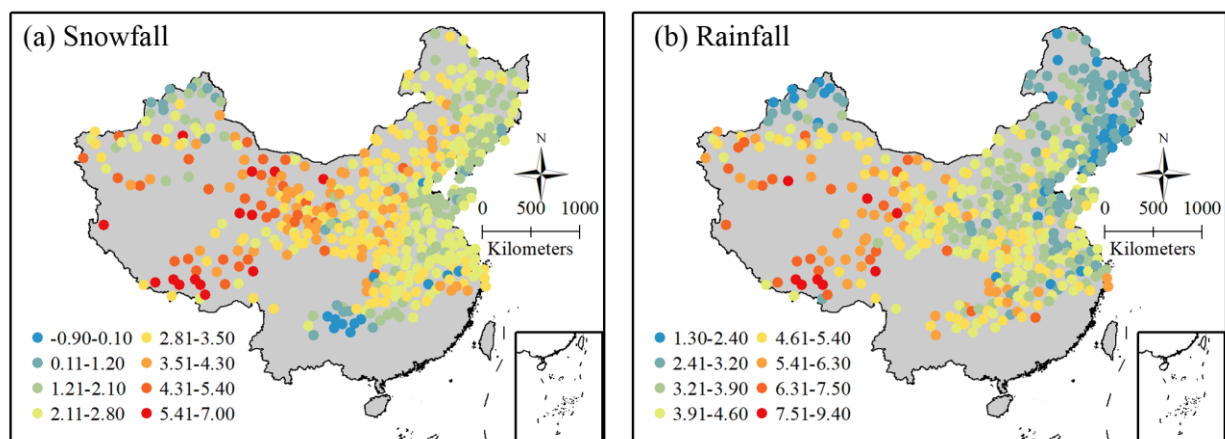 (a) Snowfall
N
0 500 1000
Kilometers
-0.90-0.10 2.81-3.50
0.11-1.20 3.51-4.30
1.21-2.10 4.31-5.40
2.11-2.80 5.41-7.00
(b) Rainfall
N
0 500 1000
Kilometers
1.30-2.40 4.61-5.40
2.41-3.20 5.41-6.30
3.21-3.90 6.31-7.50
3.91-4.60 7.51-9.40